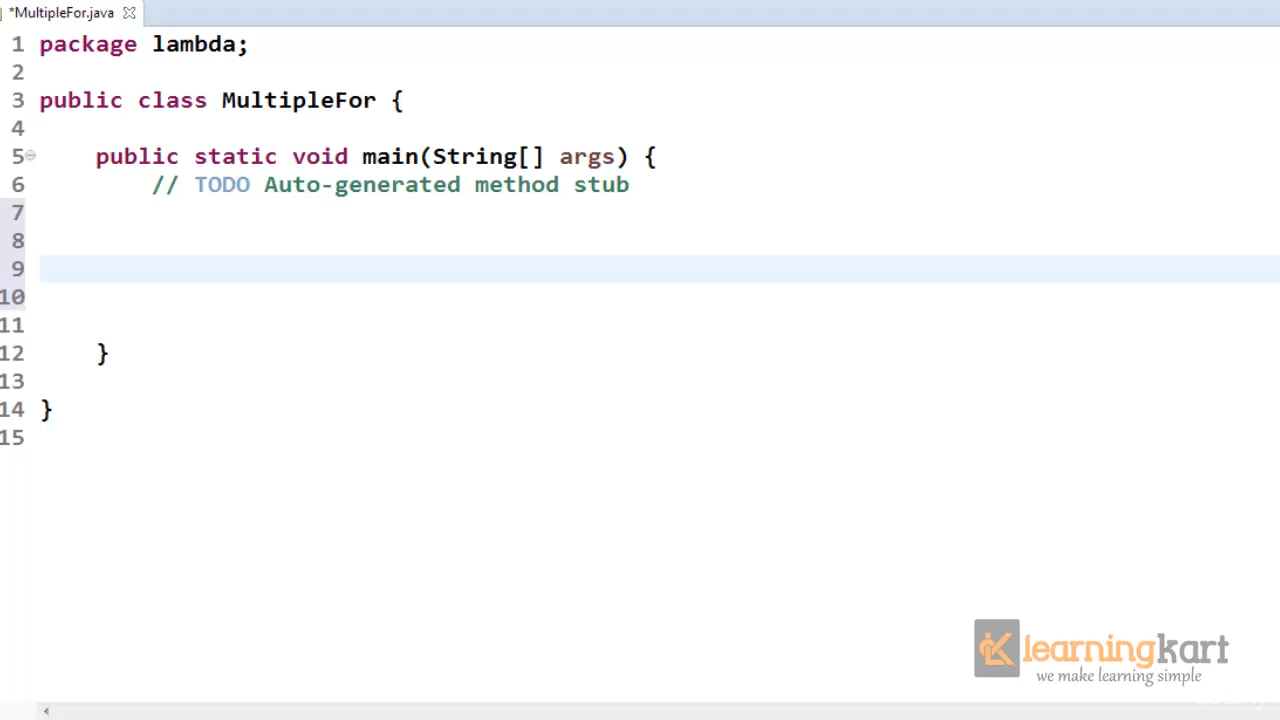 *MultipleFor.java
1 package lambda;
2
3 public class MultipleFor {
4
5 public static void main(String[] args) {
6 // TODO Auto-generated method stub
7
8
9
10
11
12 }
13
14 }
15
learningkart
we make learning simple